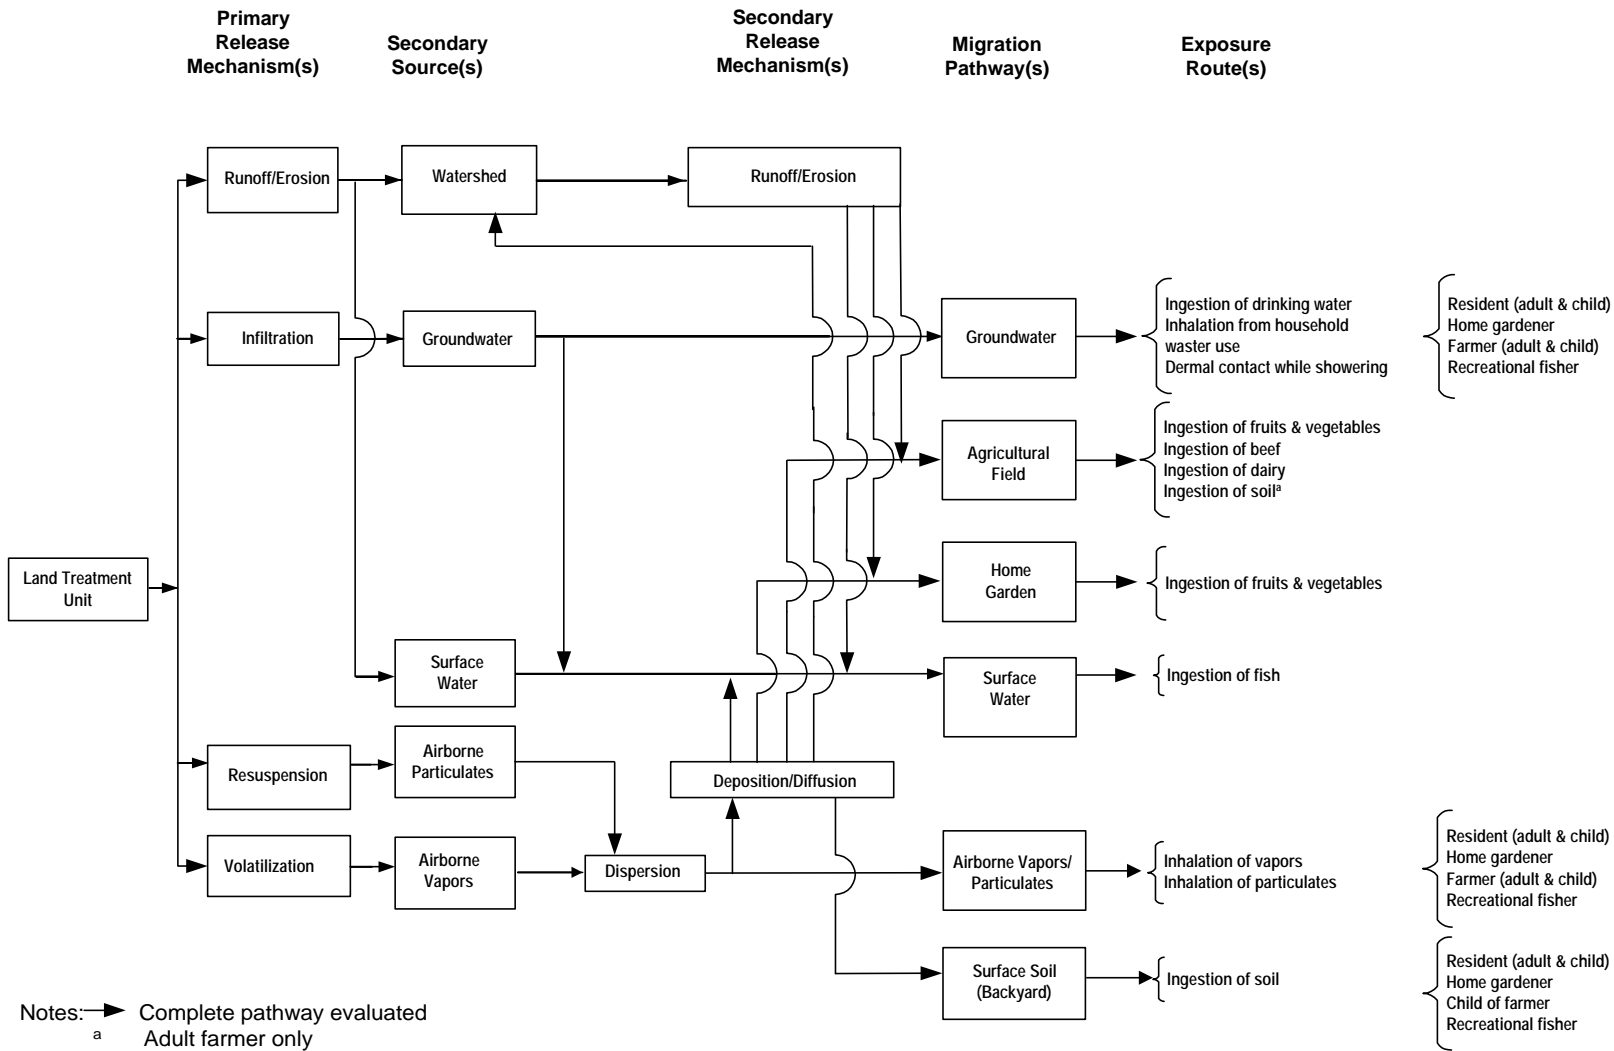 Primary
Release
Mechanism(s)
Secondary
Source(s)
Secondary
Release
Mechanism(s)
Migration
Pathway(s)
Exposure
Route(s)
Runoff/Erosion
Watershed
Runoff/Erosion
Infiltration
Groundwater
Groundwater
Ingestion of drinking water
Inhalation from household
waster use
Dermal contact while showering
Resident (adult & child)
Home gardener
Farmer (adult & child)
Recreational fisher
Agricultural
Field
Ingestion of fruits & vegetables
Ingestion of beef
Ingestion of dairy
Ingestion of soilª
Land Treatment
Unit
Home
Garden
Ingestion of fruits & vegetables
Surface
Water
Surface
Water
Ingestion of fish
Resuspension
Airborne
Particulates
Deposition/Diffusion
Volatilization
Airborne
Vapors
Dispersion
Airborne Vapors/
Particulates
Inhalation of vapors
Inhalation of particulates
Resident (adult & child)
Home gardener
Farmer (adult & child)
Recreational fisher
Surface Soil
(Backyard)
Ingestion of soil
Resident (adult & child)
Home gardener
Child of farmer
Recreational fisher
Notes: Complete pathway evaluated
a Adult farmer only